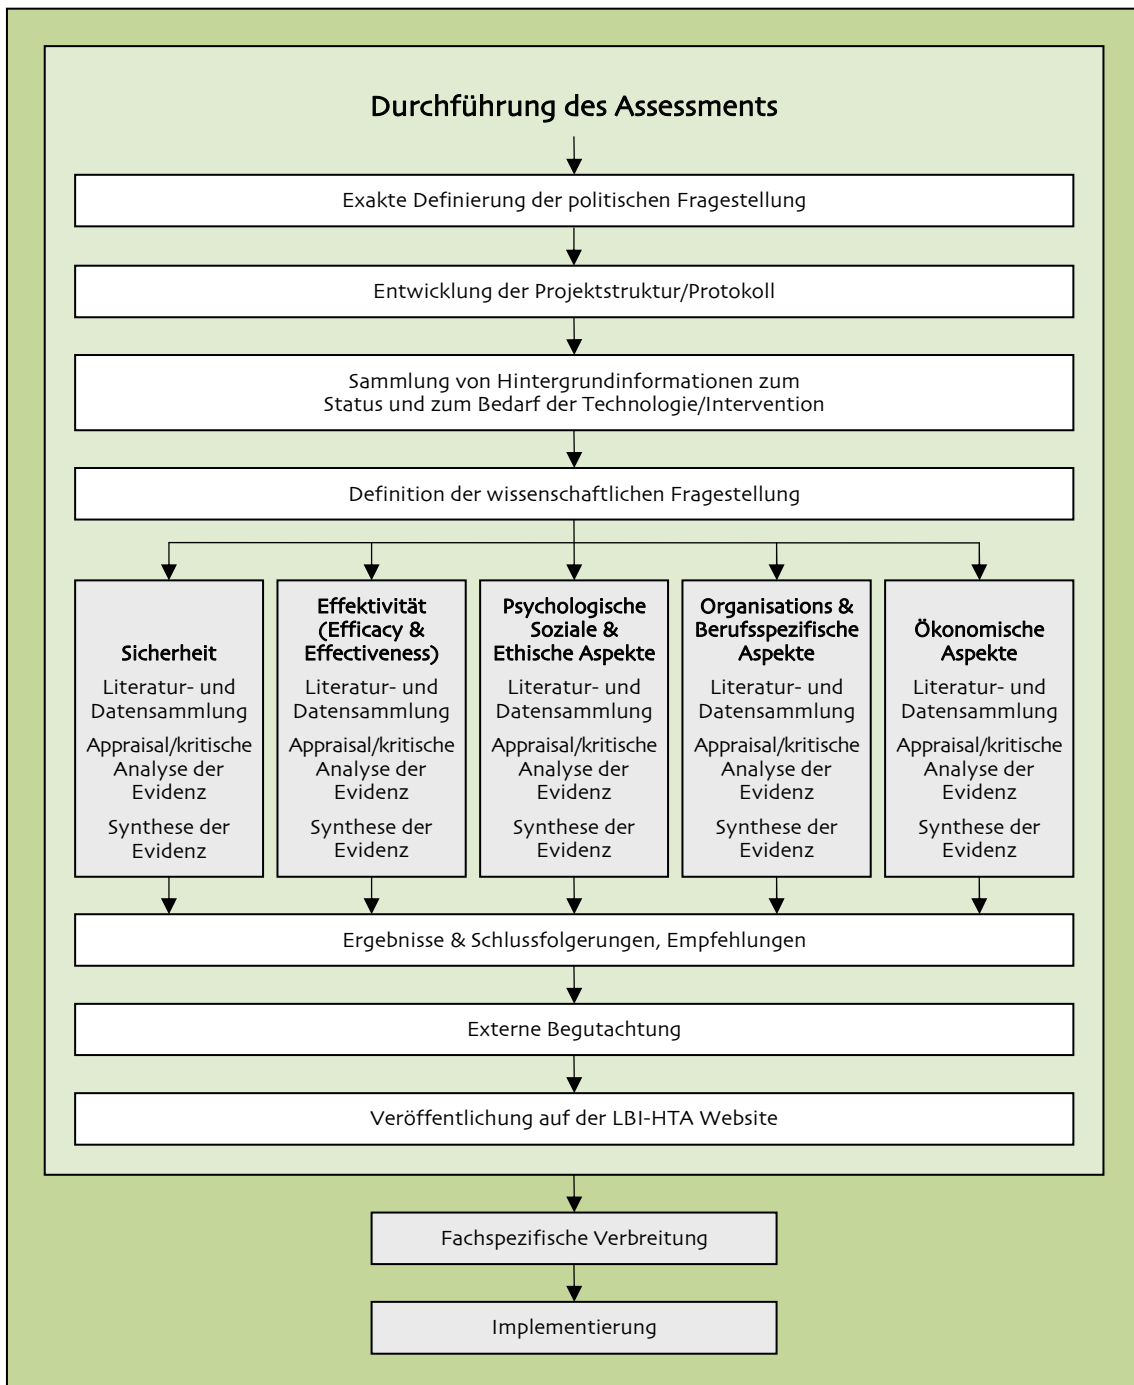 Durchführung des Assessments
Exakte Definierung der politischen Fragestellung
Entwicklung der Projektstruktur/Protokoll
Sammlung von Hintergrundinformationen zum
Status und zum Bedarf der Technologie/Intervention
Definition der wissenschaftlichen Fragestellung
Sicherheit
Literatur- und
Datensammlung
Appraisal/kritische
Analyse der
Evidenz
Synthese der
Evidenz
Effektivität
(Efficacy &
Effectiveness)
Literatur- und
Datensammlung
Appraisal/kritische
Analyse der
Evidenz
Synthese der
Evidenz
Psychologische
Soziale &
Ethische Aspekte
Literatur- und
Datensammlung
Appraisal/kritische
Analyse der
Evidenz
Synthese der
Evidenz
Organisations &
Berufsspezifische
Aspekte
Literatur- und
Datensammlung
Appraisal/kritische
Analyse der
Evidenz
Synthese der
Evidenz
Ökonomische
Aspekte
Literatur- und
Datensammlung
Appraisal/kritische
Analyse der
Evidenz
Synthese der
Evidenz
Ergebnisse & Schlussfolgerungen, Empfehlungen
Externe Begutachtung
Veröffentlichung auf der LBI-HTA Website
Fachspezifische Verbreitung
Implementierung